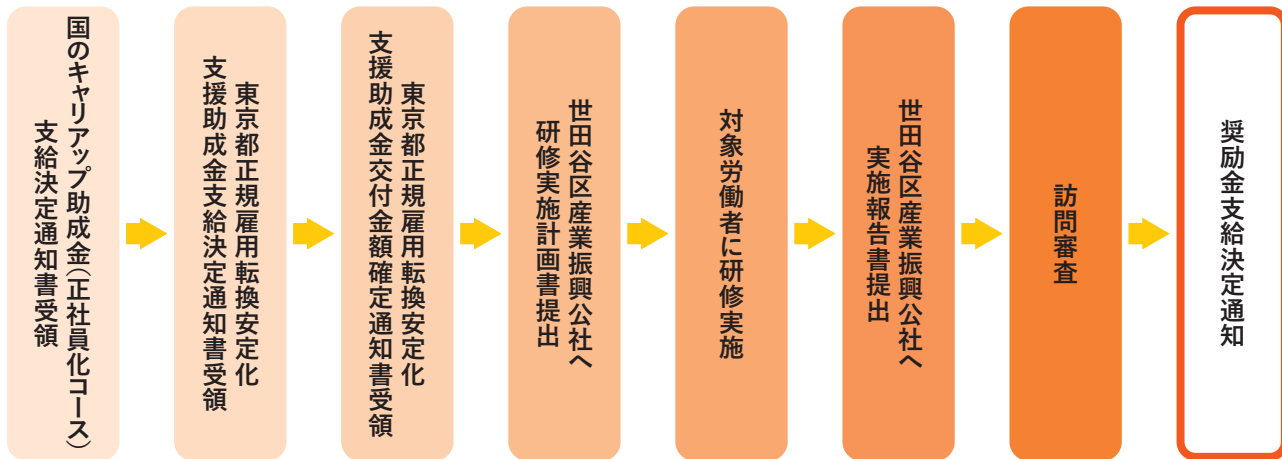 国のキャリアップ助成金（正社員化コース）
支給決定通知書受領
東京都正規雇用転換安定化
支援助成金支給決定通知書受領
東京都正規雇用転換安定化
支援助成金交付金額確定通知書受領
世田谷区産業振興公社へ
研修実施計画書提出
対象労働者に研修実施
世田谷区産業振興公社へ
実施報告書提出
訪問審査
奨励金支給決定通知